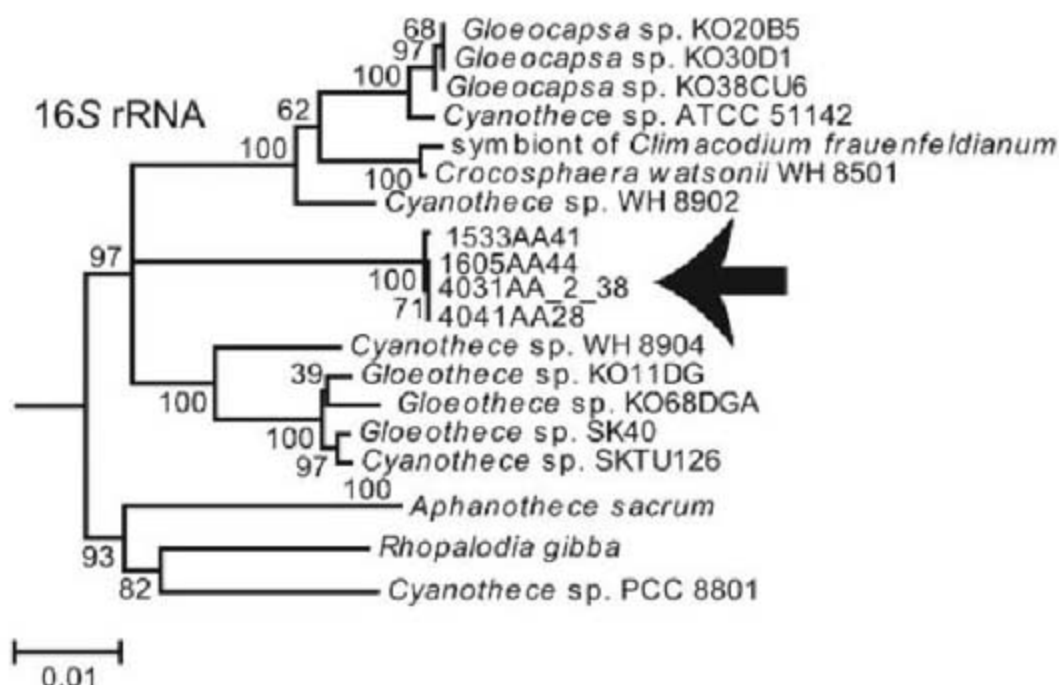 68 Gloeocapsa sp. KO20B5
97 Gloeocapsa sp. KO30D1
100 Gloeocapsa sp. KO38CU6
16S rRNA
62 Cyanothece sp. ATCC 51142
100 symbiont of Climacodium frauenfeldianum
100 Crocosphaera watsonii WH 8501
Cyanothece sp. WH 8902
1533AA41
97
100 1605AA44
4031AA_2_38
71 4041AA28
Cyanothece sp. WH 8904
39 Gloeothece sp. KO11DG
100 Gloeothece sp. KO68DGA
100 Gloeothece sp. SK40
97 Cyanothece sp. SKTU126
100
Aphanothece sacrum
93 Rhopalodia gibba
82 Cyanothece sp. PCC 8801
0.01